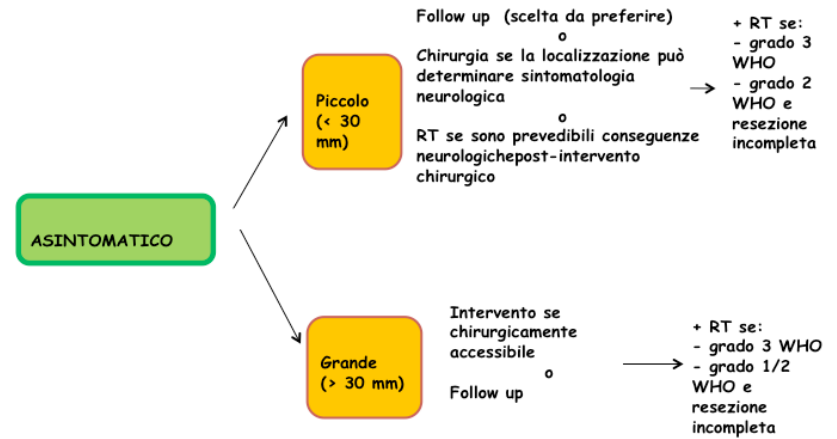 Follow up  (scelta da preferire)
o
Chirurgia se la localizzazione può
determinare sintomatologia
neurologica
o
RT se sono prevedibili conseguenze
neurologichepost-intervento
chirurgico
+ RT se:
- grado 3
WHO
- grado 2
WHO e
resezione
incompleta
Piccolo
(< 30
mm)
ASINTOMATICO
Grande
(> 30 mm)
Intervento se
chirurgicamente
accessibile
o
Follow up
+ RT se:
- grado 3 WHO
- grado 1/2
WHO e
resezione
incompleta